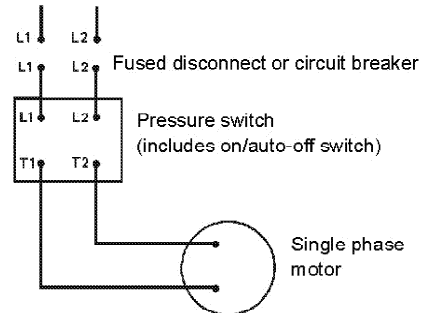 L1 L2
L1 L2 Fused disconnect or circuit breaker
L1 L2 Pressure switch
(includes on/auto-off switch)
T1 T2
Single phase
motor